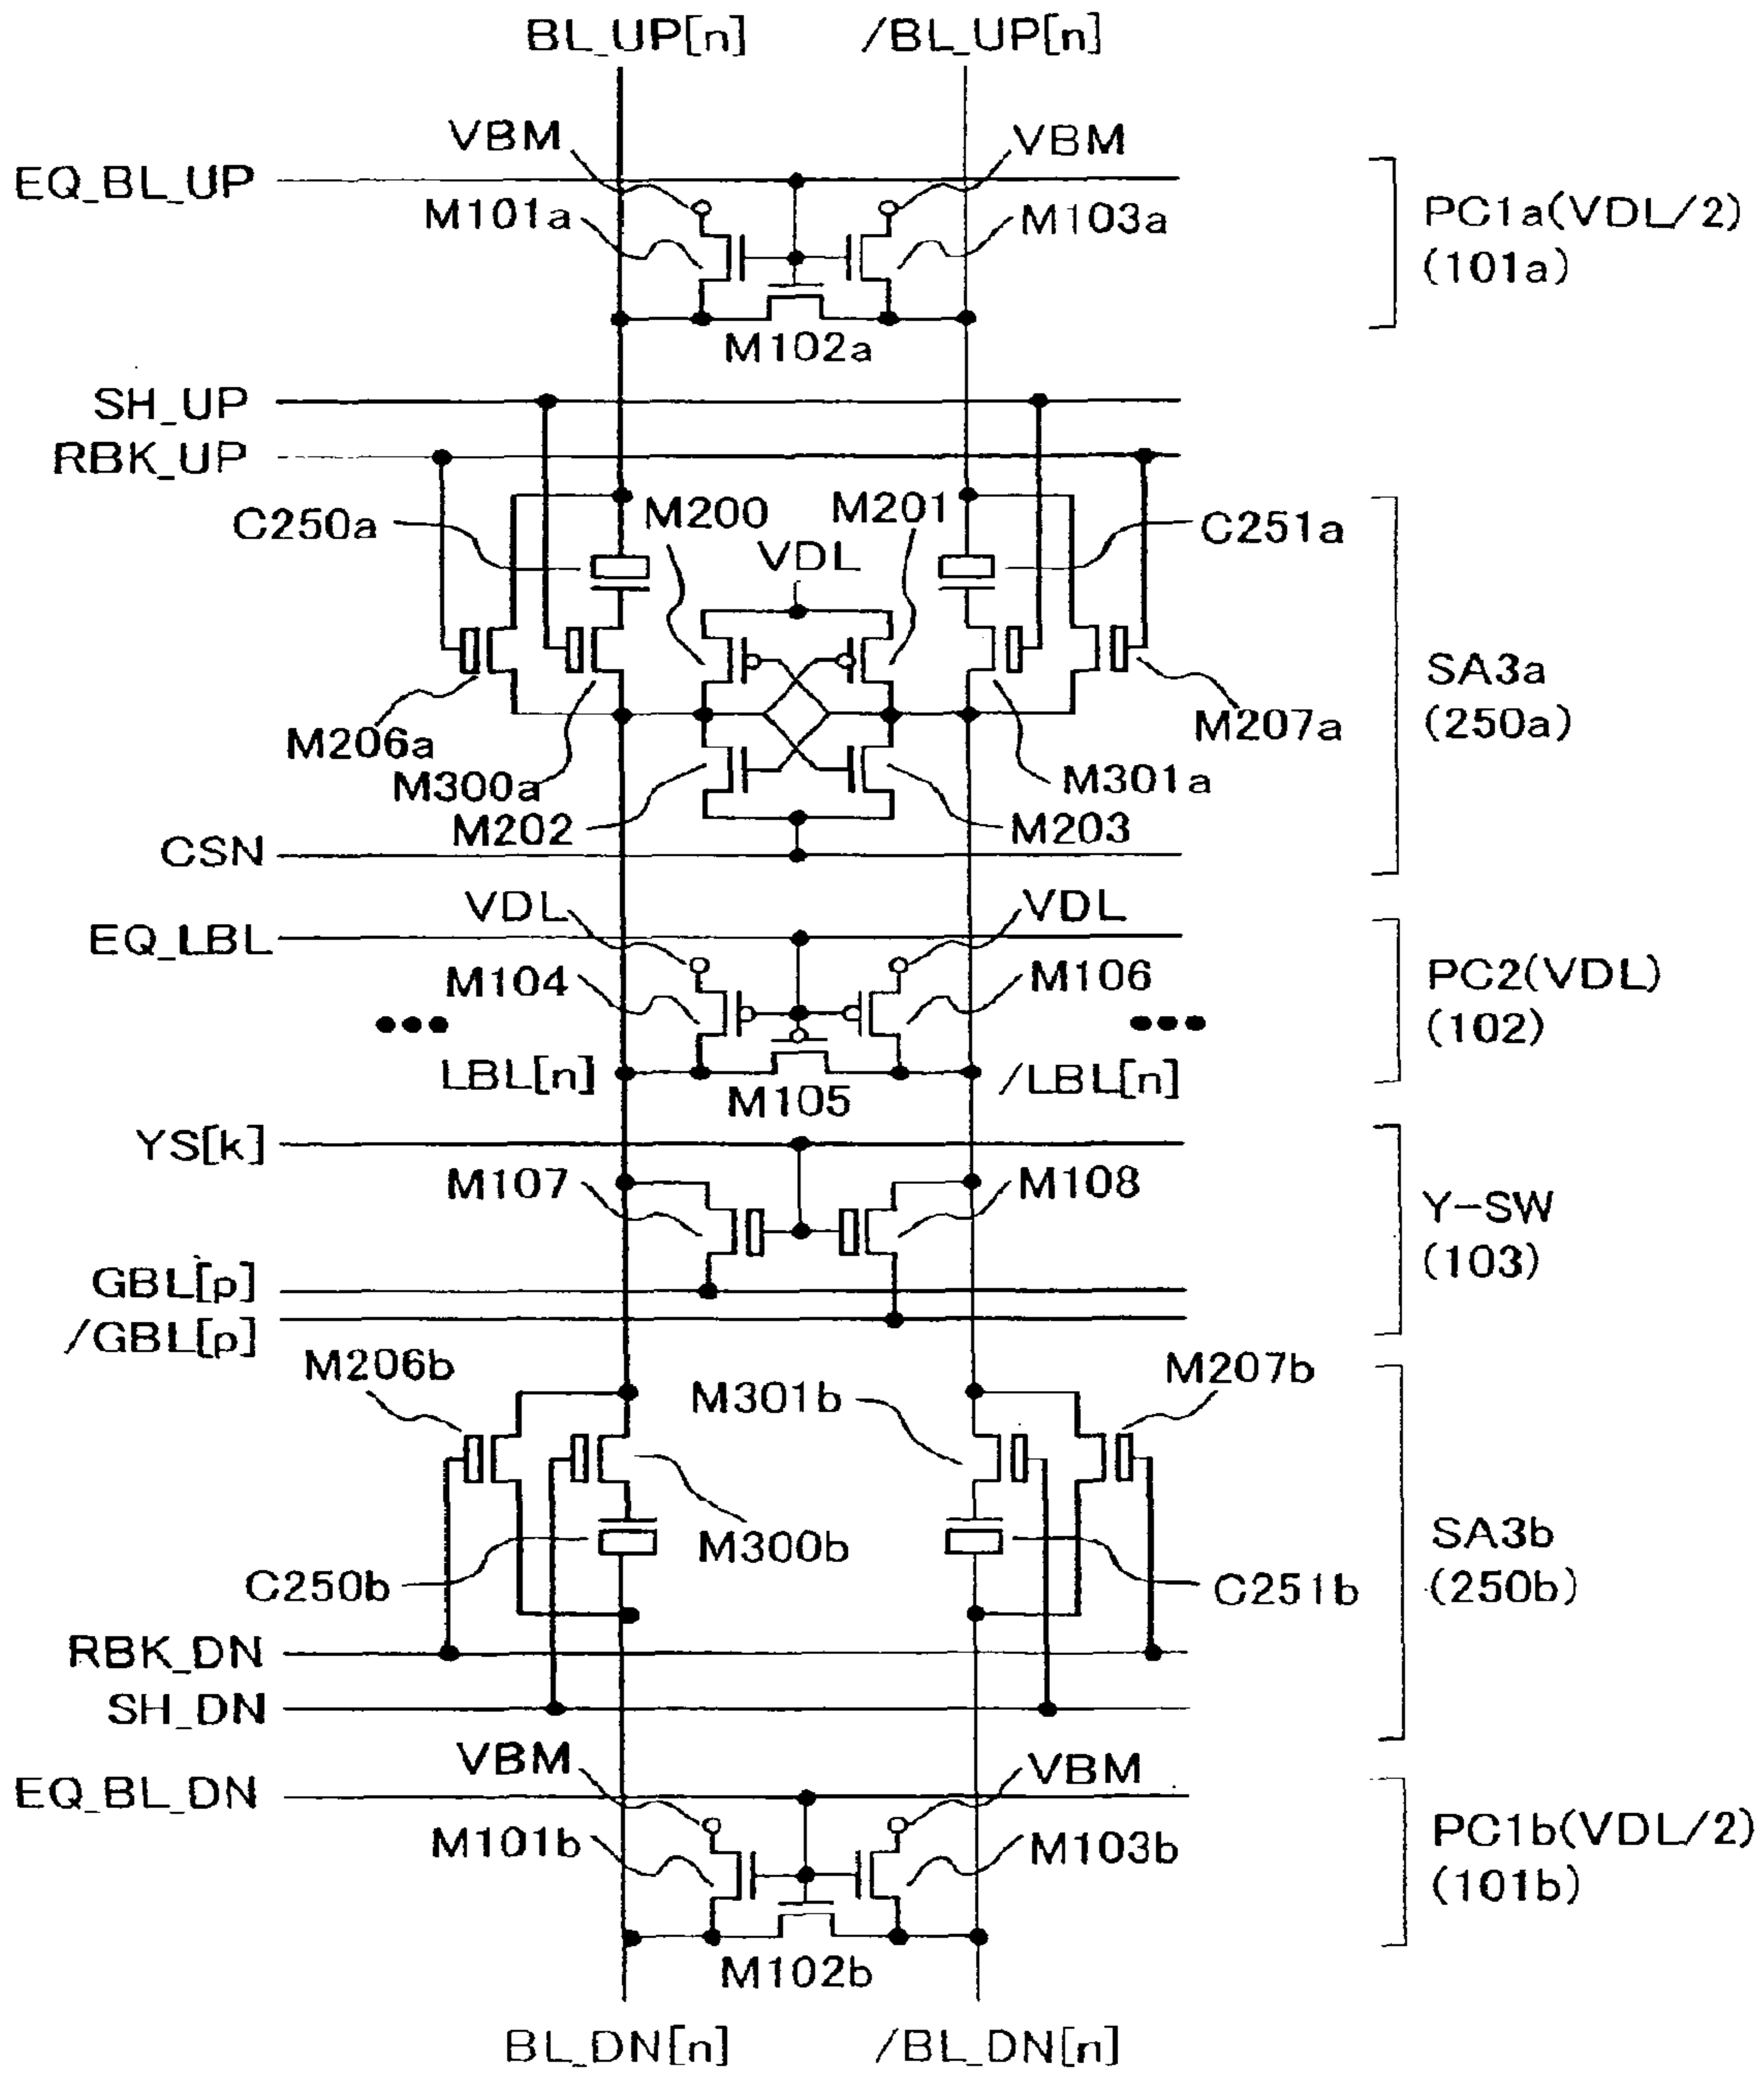 BL_UP[n] /BL_UP[n]
VBM VBM
EQ_BL_UP
M101a M103a
PC1a(VDL/2)
(101a)
M102a
SH_UP
RBK_UP
C250a M200 M201 C251a
VDL
SA3a
(250a)
M206a M207a
M300a M301a
M202 M203
CSN
VDL VDL
EQ_LBL
M104 M106
PC2(VDL)
(102)
LBL[n] /LBL[n]
M105
YS[k]
M107 M108
Y-SW
(103)
GBL[p]
/GBL[p]
M206b M207b
M301b
M300b
SA3b
(250b)
C250b C251b
RBK_DN
SH_DN
VBM VBM
EQ_BL_DN
M101b M103b
PC1b(VDL/2)
(101b)
M102b
BL_DN[n] /BL_DN[n]